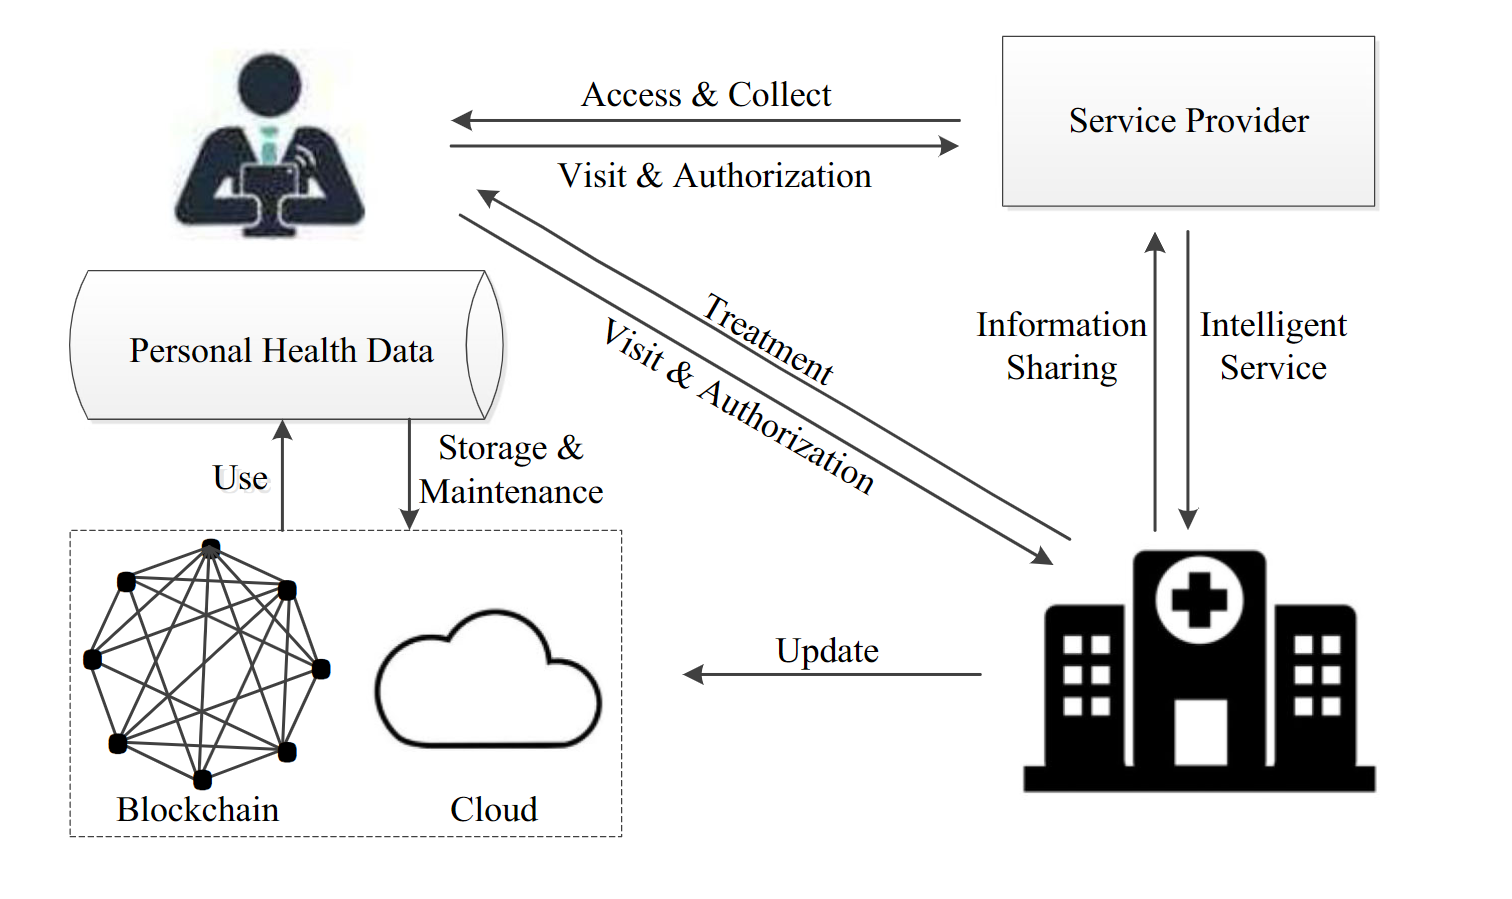 Access & Collect
Service Provider
Visit & Authorization
Treatment
Visit & Authorization
Information
Sharing
Intelligent
Service
Personal Health Data
Use
Storage &
Maintenance
Update
Blockchain
Cloud